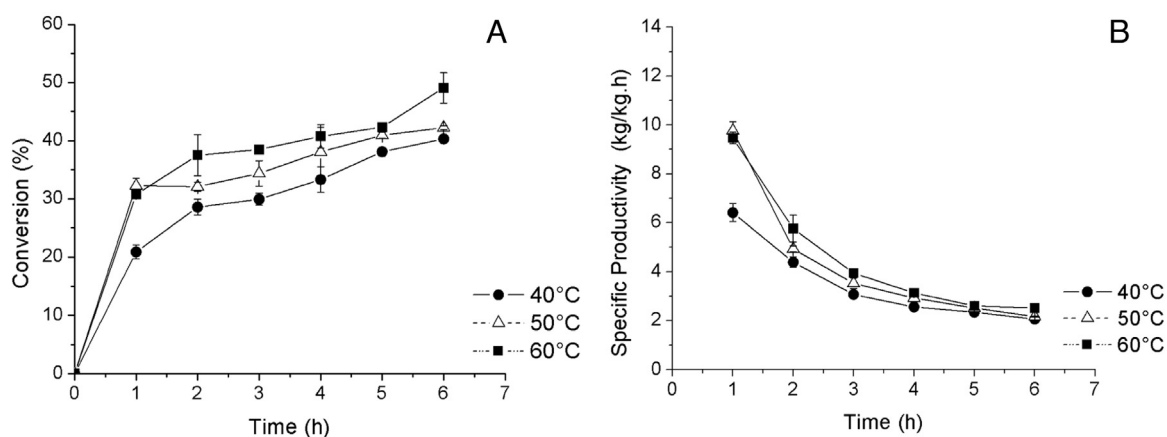 A
Conversion (%)
60
50
40
30
20
10
0
0 1 2 3 4 5 6 7
Time (h)
40°C
50°C
60°C
B
Specific Productivity (kg/kg.h)
14
12
10
8
6
4
2
0
0 1 2 3 4 5 6 7
Time (h)
40°C
50°C
60°C